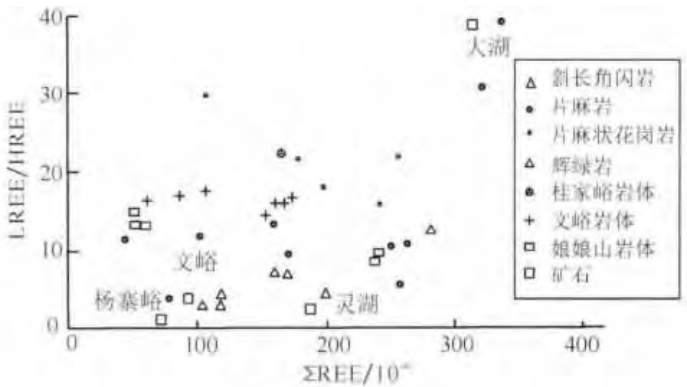 LREE/HREE
40
30
20
10
0
大湖
文峪
杨寨峪
灵湖
0 100 200 300 400
ΣREE/10⁻⁶
斜长角闪岩
片麻岩
片麻状花岗岩
辉绿岩
桂家峪岩体
文峪岩体
娘娘山岩体
矿石